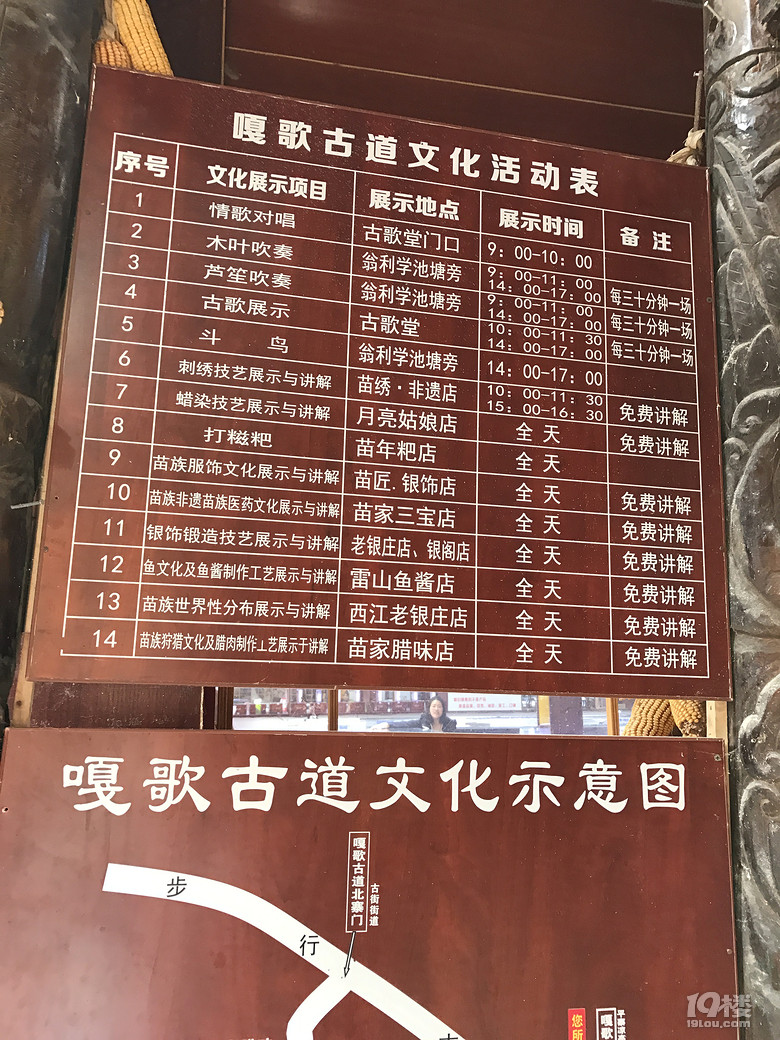 嘎歌古道文化活动表
序号 文化展示项目 展示地点 展示时间 备注
1 情歌对唱 古歌堂门口 9：00-10：00
2 木叶吹奏 翁利学池塘旁 9：00-11：00 14：00-17：00 每三十分钟一场
3 芦笙吹奏 翁利学池塘旁 9：00-11：00 14：00-17：00 每三十分钟一场
4 古歌展示 古歌堂 10：00-11：30 14：00-17：00 每三十分钟一场
5 斗鸟 翁利学池塘旁 14：00-17：00
6 刺绣技艺展示与讲解 苗绣·非遗店 10：00-11：30 15：00-16：30 免费讲解
7 蜡染技艺展示与讲解 月亮姑娘店 全天 免费讲解
8 打糍粑 苗年粑店 全天
9 苗族服饰文化展示与讲解 苗匠.银饰店 全天 免费讲解
10 苗族非遗苗族医药文化展示与讲解 苗家三宝店 全天 免费讲解
11 银饰锻造技艺展示与讲解 老银庄店、银阁店 全天 免费讲解
12 鱼文化及鱼酱制作工艺展示与讲解 雷山鱼酱店 全天 免费讲解
13 苗族世界性分布展示与讲解 西江老银庄店 全天 免费讲解
14 苗族狩猎文化及腊肉制作工艺展示于讲解 苗家腊味店 全天 免费讲解
嘎歌古道文化示意图
嘎歌古道北寨门
古街街道
步行
您所
嘎歌
19楼
19lou.com